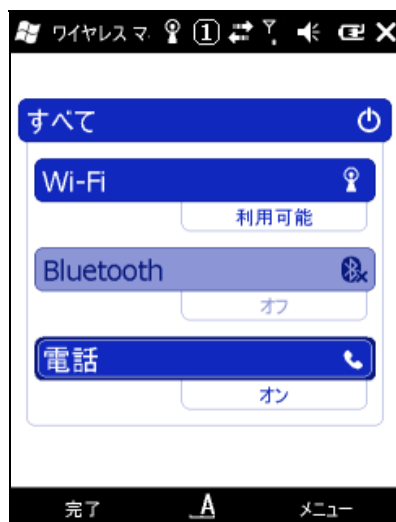 ワイヤレス マ 1
すべて
Wi-Fi
利用可能
Bluetooth
オフ
電話
オン
完了 A メニュー